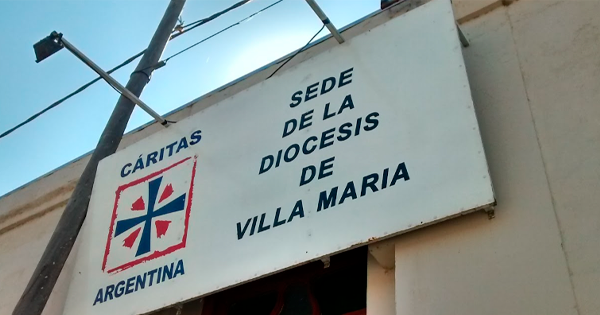 CÁRITAS
ARGENTINA
SEDE
DE LA
DIOCESIS
DE
VILLA MARIA